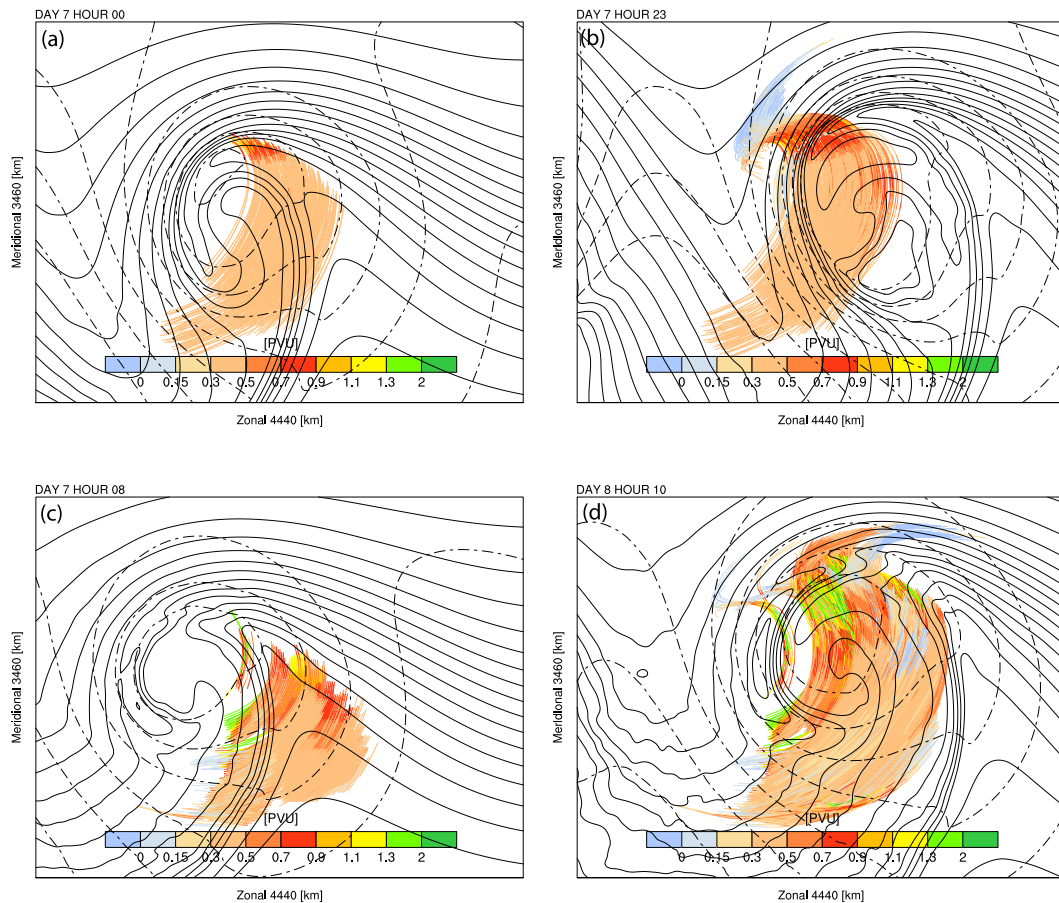 DAY 7 HOUR 00
(a)
Meridional 3460 [km]
[PVU]
0 0.15 0.3 0.5 0.7 0.9 1.1 1.3 2
Zonal 4440 [km]
DAY 7 HOUR 23
(b)
Meridional 3460 [km]
[PVU]
0 0.15 0.3 0.5 0.7 0.9 1.1 1.3 2
Zonal 4440 [km]
DAY 7 HOUR 08
(c)
Meridional 3460 [km]
[PVU]
0 0.15 0.3 0.5 0.7 0.9 1.1 1.3 2
Zonal 4440 [km]
DAY 8 HOUR 10
(d)
Meridional 3460 [km]
[PVU]
0 0.15 0.3 0.5 0.7 0.9 1.1 1.3 2
Zonal 4440 [km]